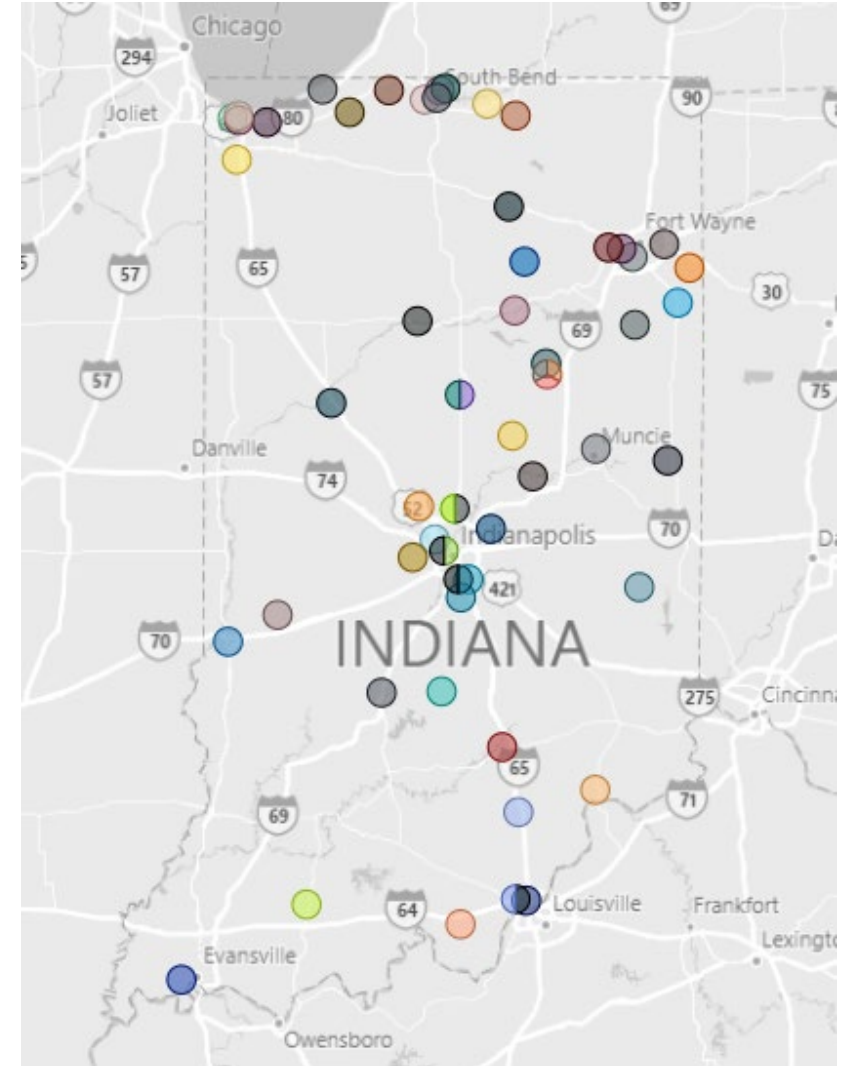 69
Chicago
294
South Bend
90
Joliet
80
Fort Wayne
57
65
30
69
57
75
Danville
Muncie
74
52
70
Indianapolis
421
70
INDIANA
275
Cincinna
65
71
69
64
Louisville
Frankfort
Lexingto
Evansville
Owensboro